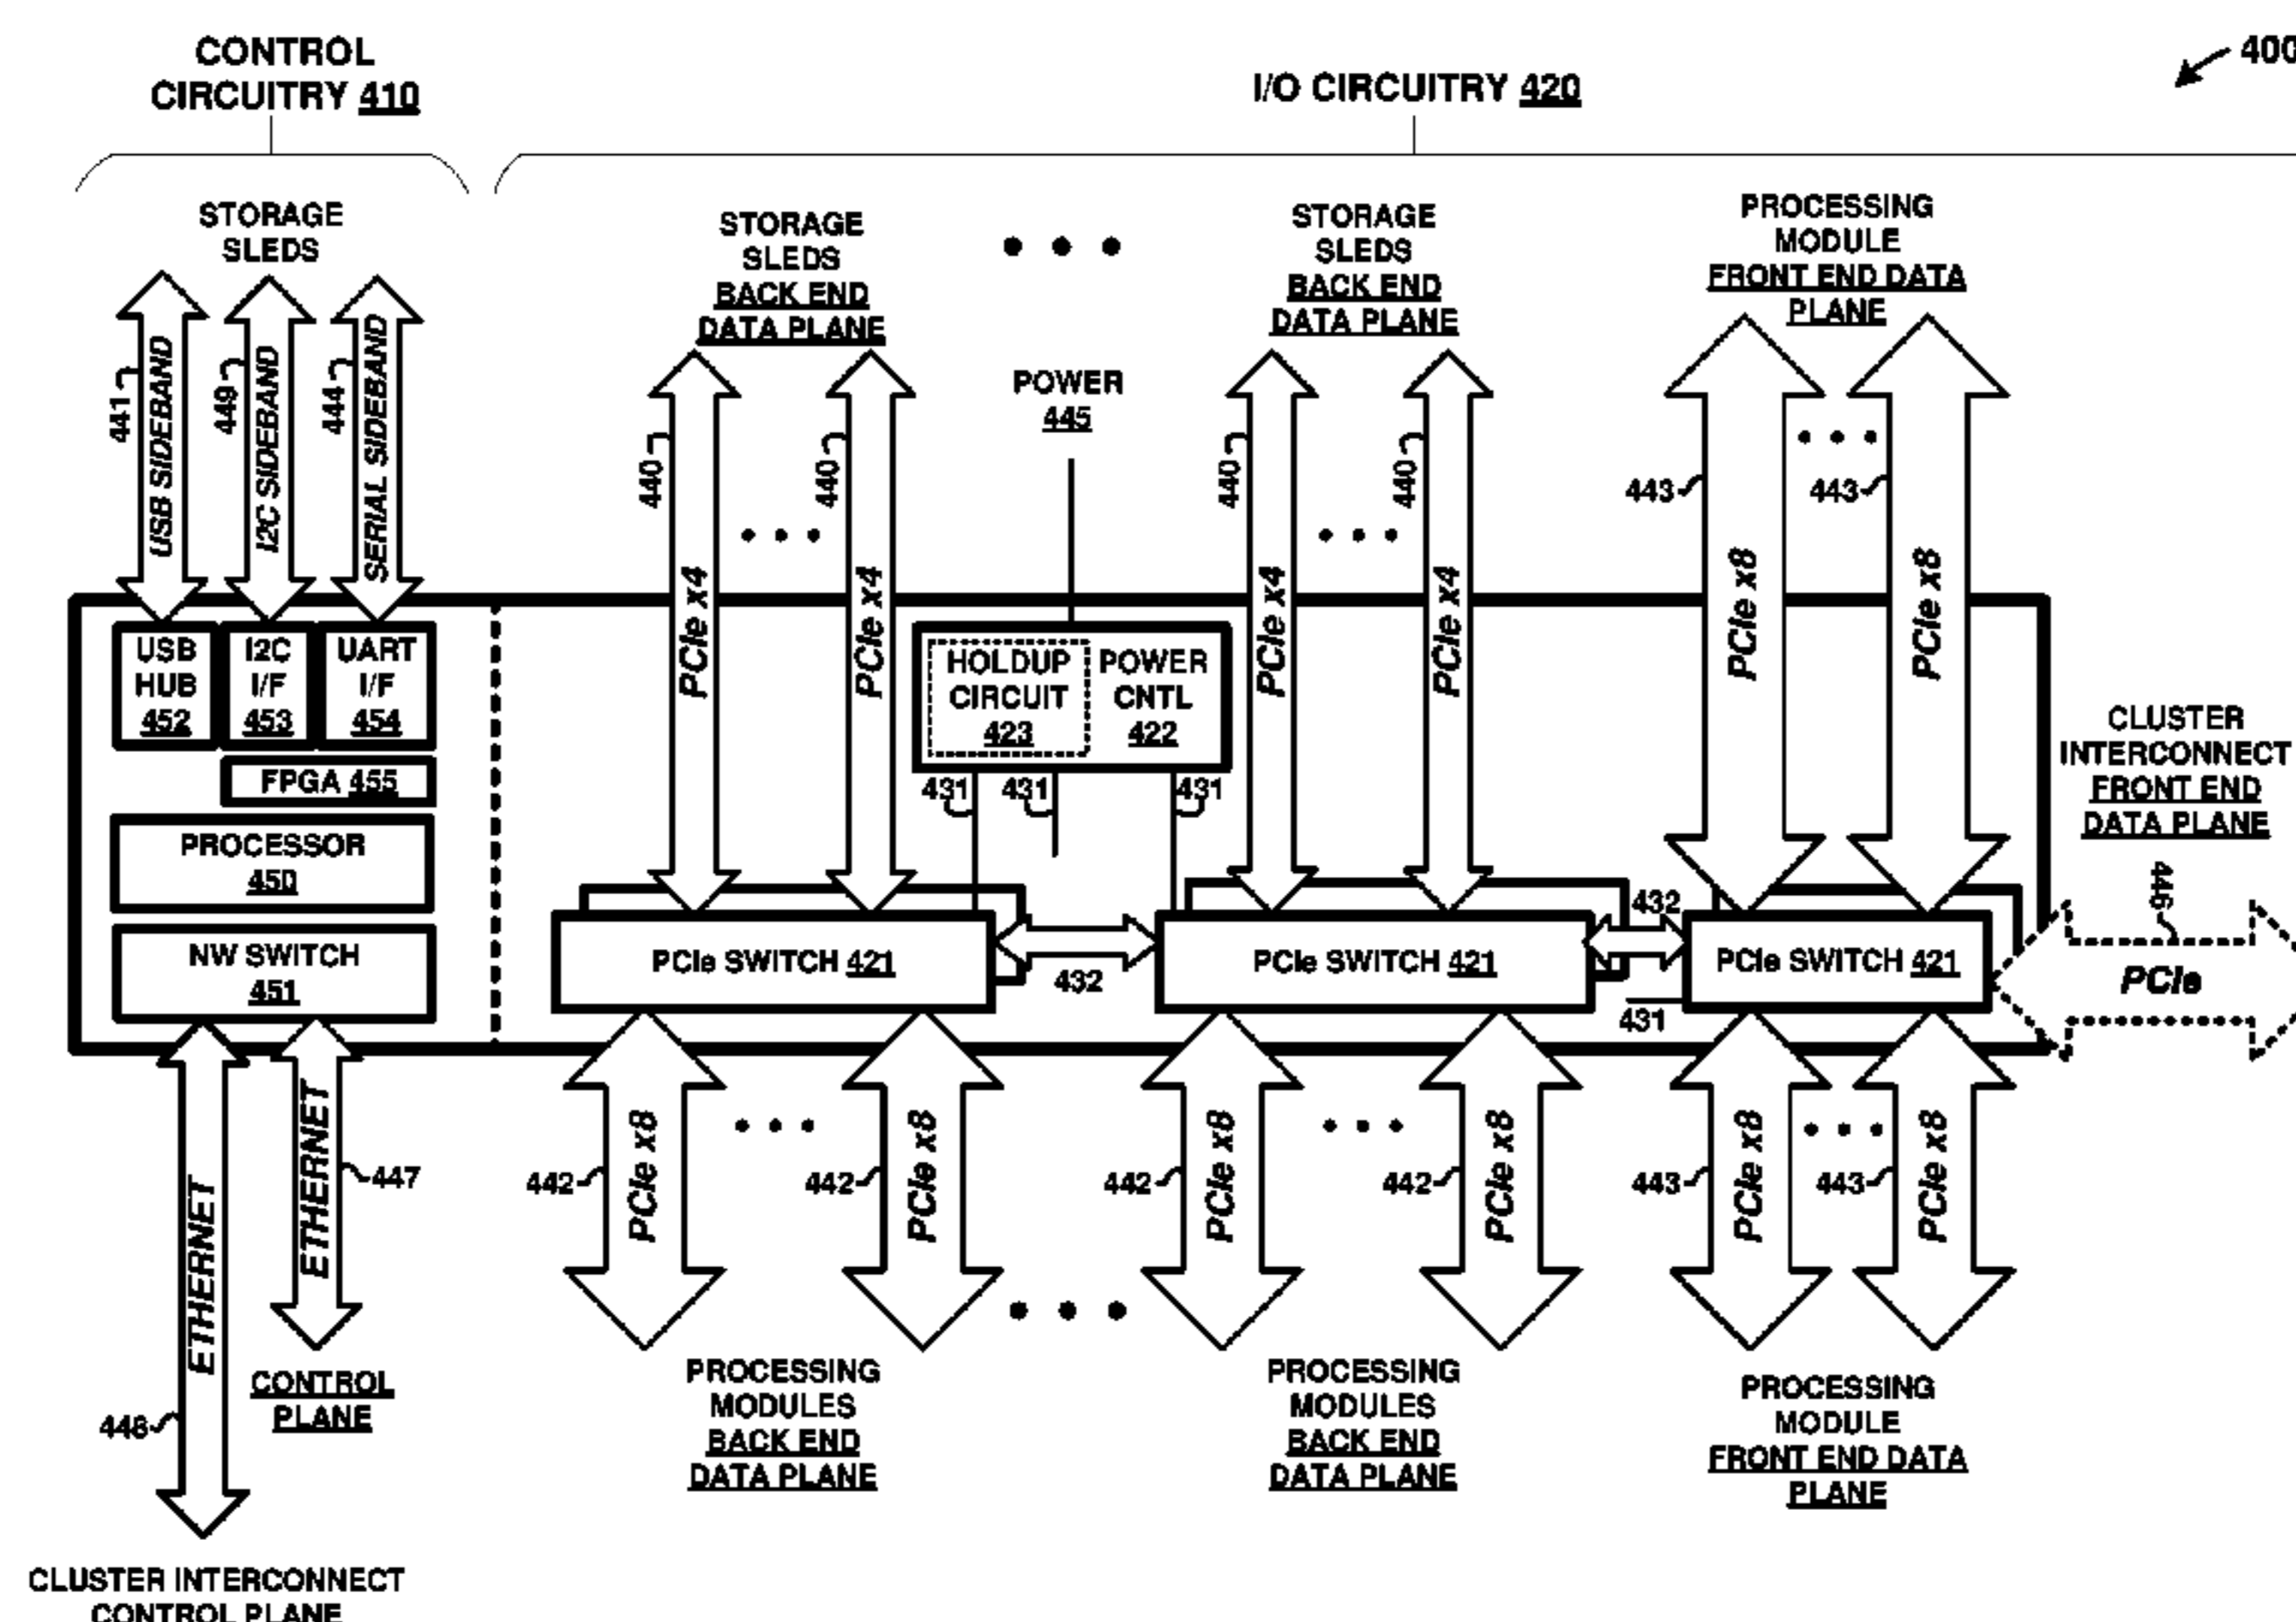 CONTROL
CIRCUITRY 410
I/O CIRCUITRY 420
400
STORAGE
SLEDS
STORAGE
SLEDS
BACK END
DATA PLANE
STORAGE
SLEDS
BACK END
DATA PLANE
PROCESSING
MODULE
FRONT END DATA
PLANE
441
USB SIDEBAND
449
I2C SIDEBAND
444
SERIAL SIDEBAND
POWER
445
440
440
440
440
443
443
PCIe x4
PCIe x4
PCIe x4
PCIe x4
PCIe x8
PCIe x8
USB
HUB
452
I2C
I/F
453
UART
I/F
454
FPGA 455
PROCESSOR
450
NW SWITCH
451
HOLDUP
CIRCUIT
423
POWER
CNTL
422
431
431
431
CLUSTER
INTERCONNECT
FRONT END
DATA PLANE
446
PCIe
PCIe SWITCH 421
432
PCIe SWITCH 421
432
PCIe SWITCH 421
431
ETHERNET
447
ETHERNET
448
442
PCIe x8
442
PCIe x8
442
PCIe x8
442
PCIe x8
443
PCIe x8
443
PCIe x8
CONTROL
PLANE
PROCESSING
MODULES
BACK END
DATA PLANE
PROCESSING
MODULES
BACK END
DATA PLANE
PROCESSING
MODULE
FRONT END DATA
PLANE
CLUSTER INTERCONNECT
CONTROL PLANE